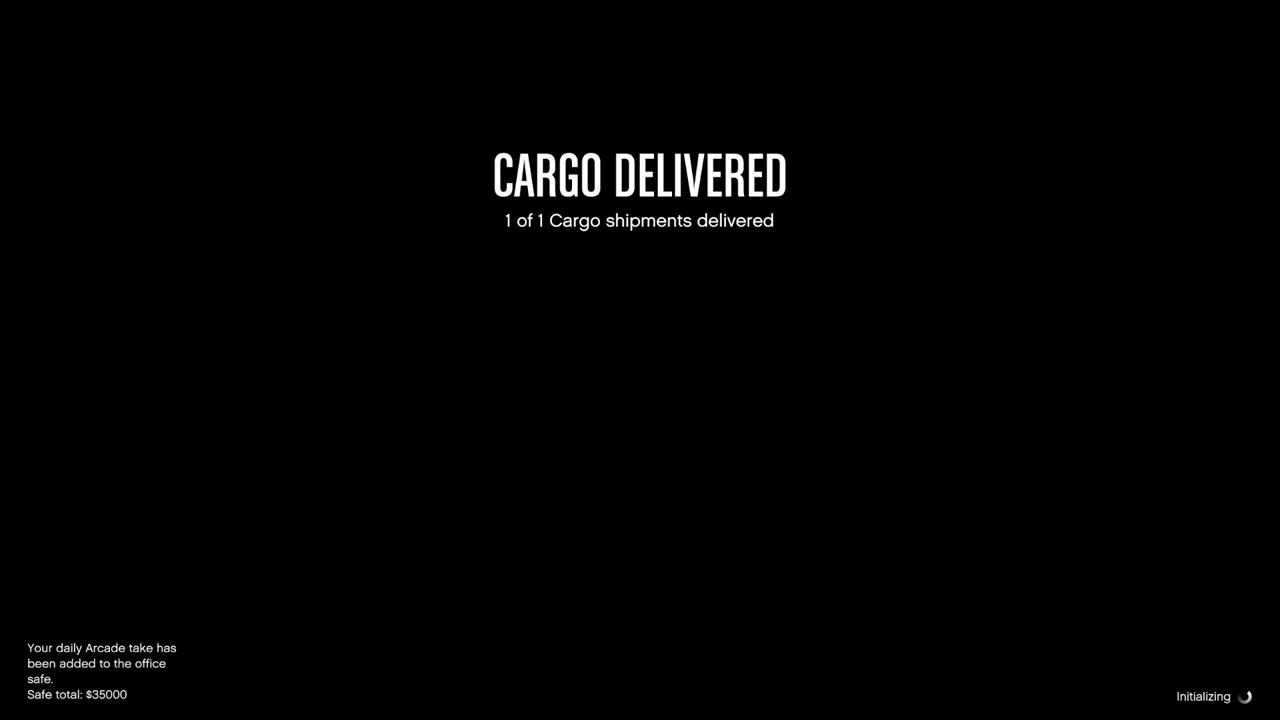 CARGO DELIVERED
1 of 1 Cargo shipments delivered
Your daily Arcade take has
been added to the office
safe.
Safe total: $35000
Initializing